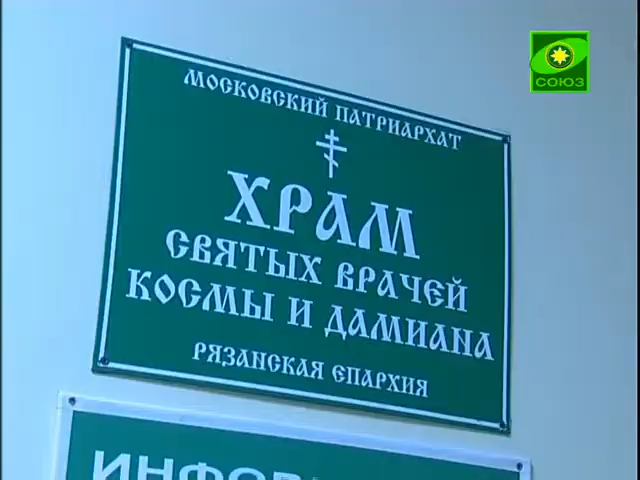 СОЮЗ
МОСКОВСКИЙ ПАТРИАРХАТ
ХРАМ
СВЯТЫХ ВРАЧЕЙ
КОСМЫ И ДАМИАНА
РЯЗАНСКАЯ ЕПАРХИЯ